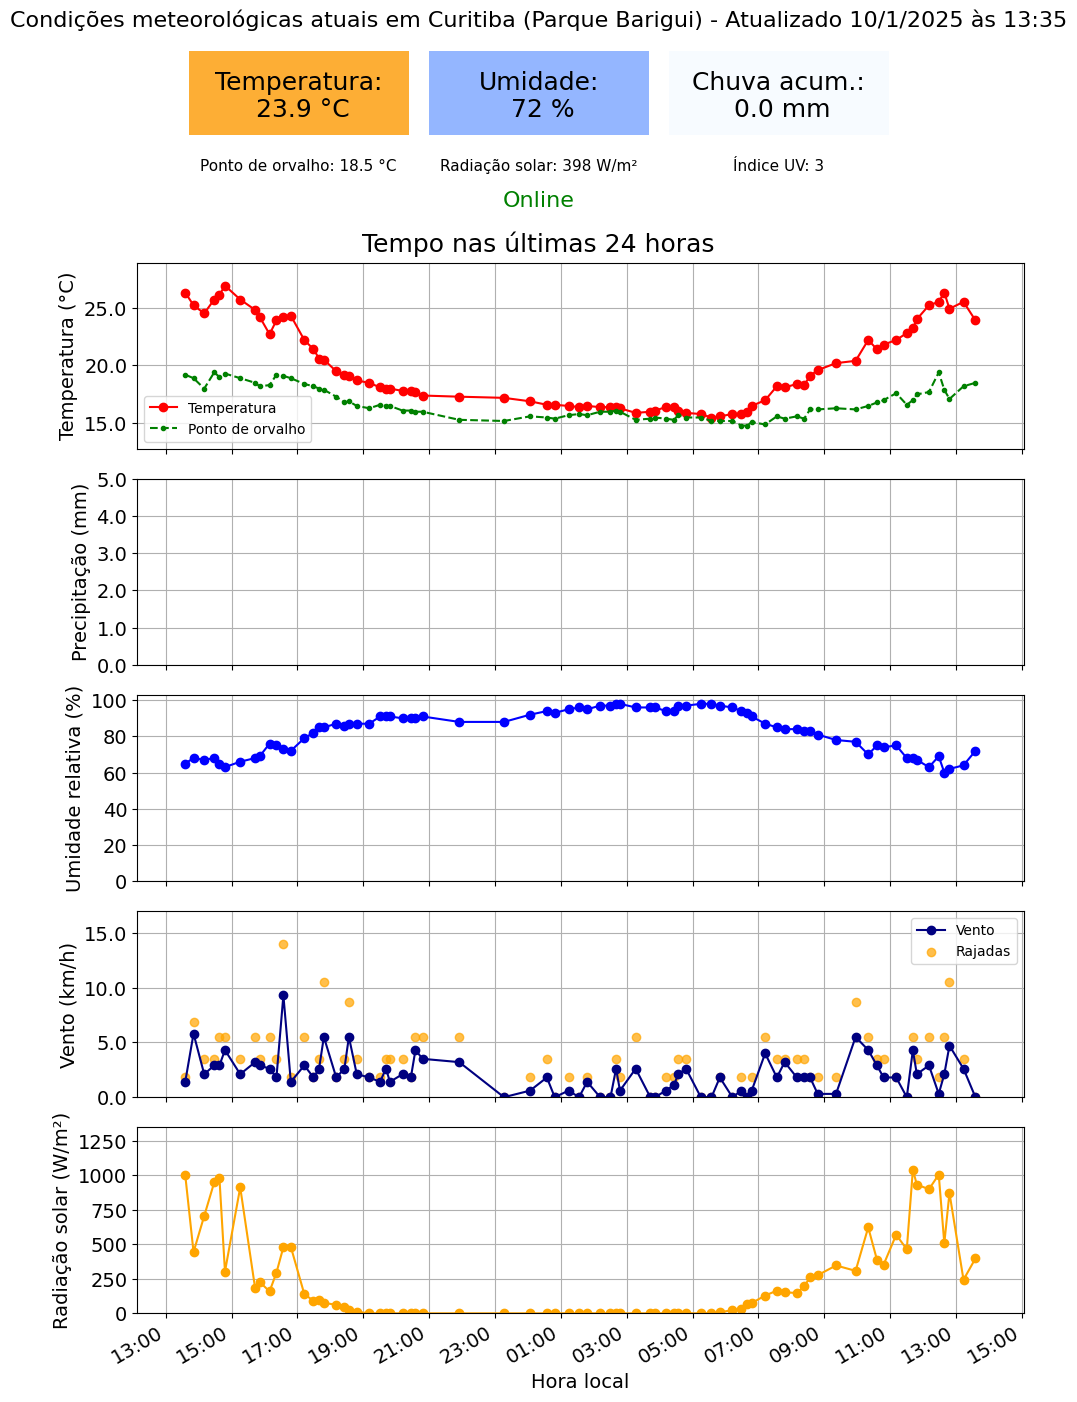 Condições meteorológicas atuais em Curitiba (Parque Barigui) - Atualizado 10/1/2025 às 13:35
Temperatura:
23.9 °C
Umidade:
72 %
Chuva acum.:
0.0 mm
Ponto de orvalho: 18.5 °C
Radiação solar: 398 W/m²
Índice UV: 3
Online
Tempo nas últimas 24 horas
Temperatura (°C)
25.0
20.0
15.0
Temperatura
Ponto de orvalho
Precipitação (mm)
5.0
4.0
3.0
2.0
1.0
0.0
Umidade relativa (%)
100
80
60
40
20
0
Vento (km/h)
15.0
10.0
5.0
0.0
Vento
Rajadas
Radiação solar (W/m²)
1250
1000
750
500
250
0
13:00 15:00 17:00 19:00 21:00 23:00 01:00 03:00 05:00 07:00 09:00 11:00 13:00 15:00
Hora local